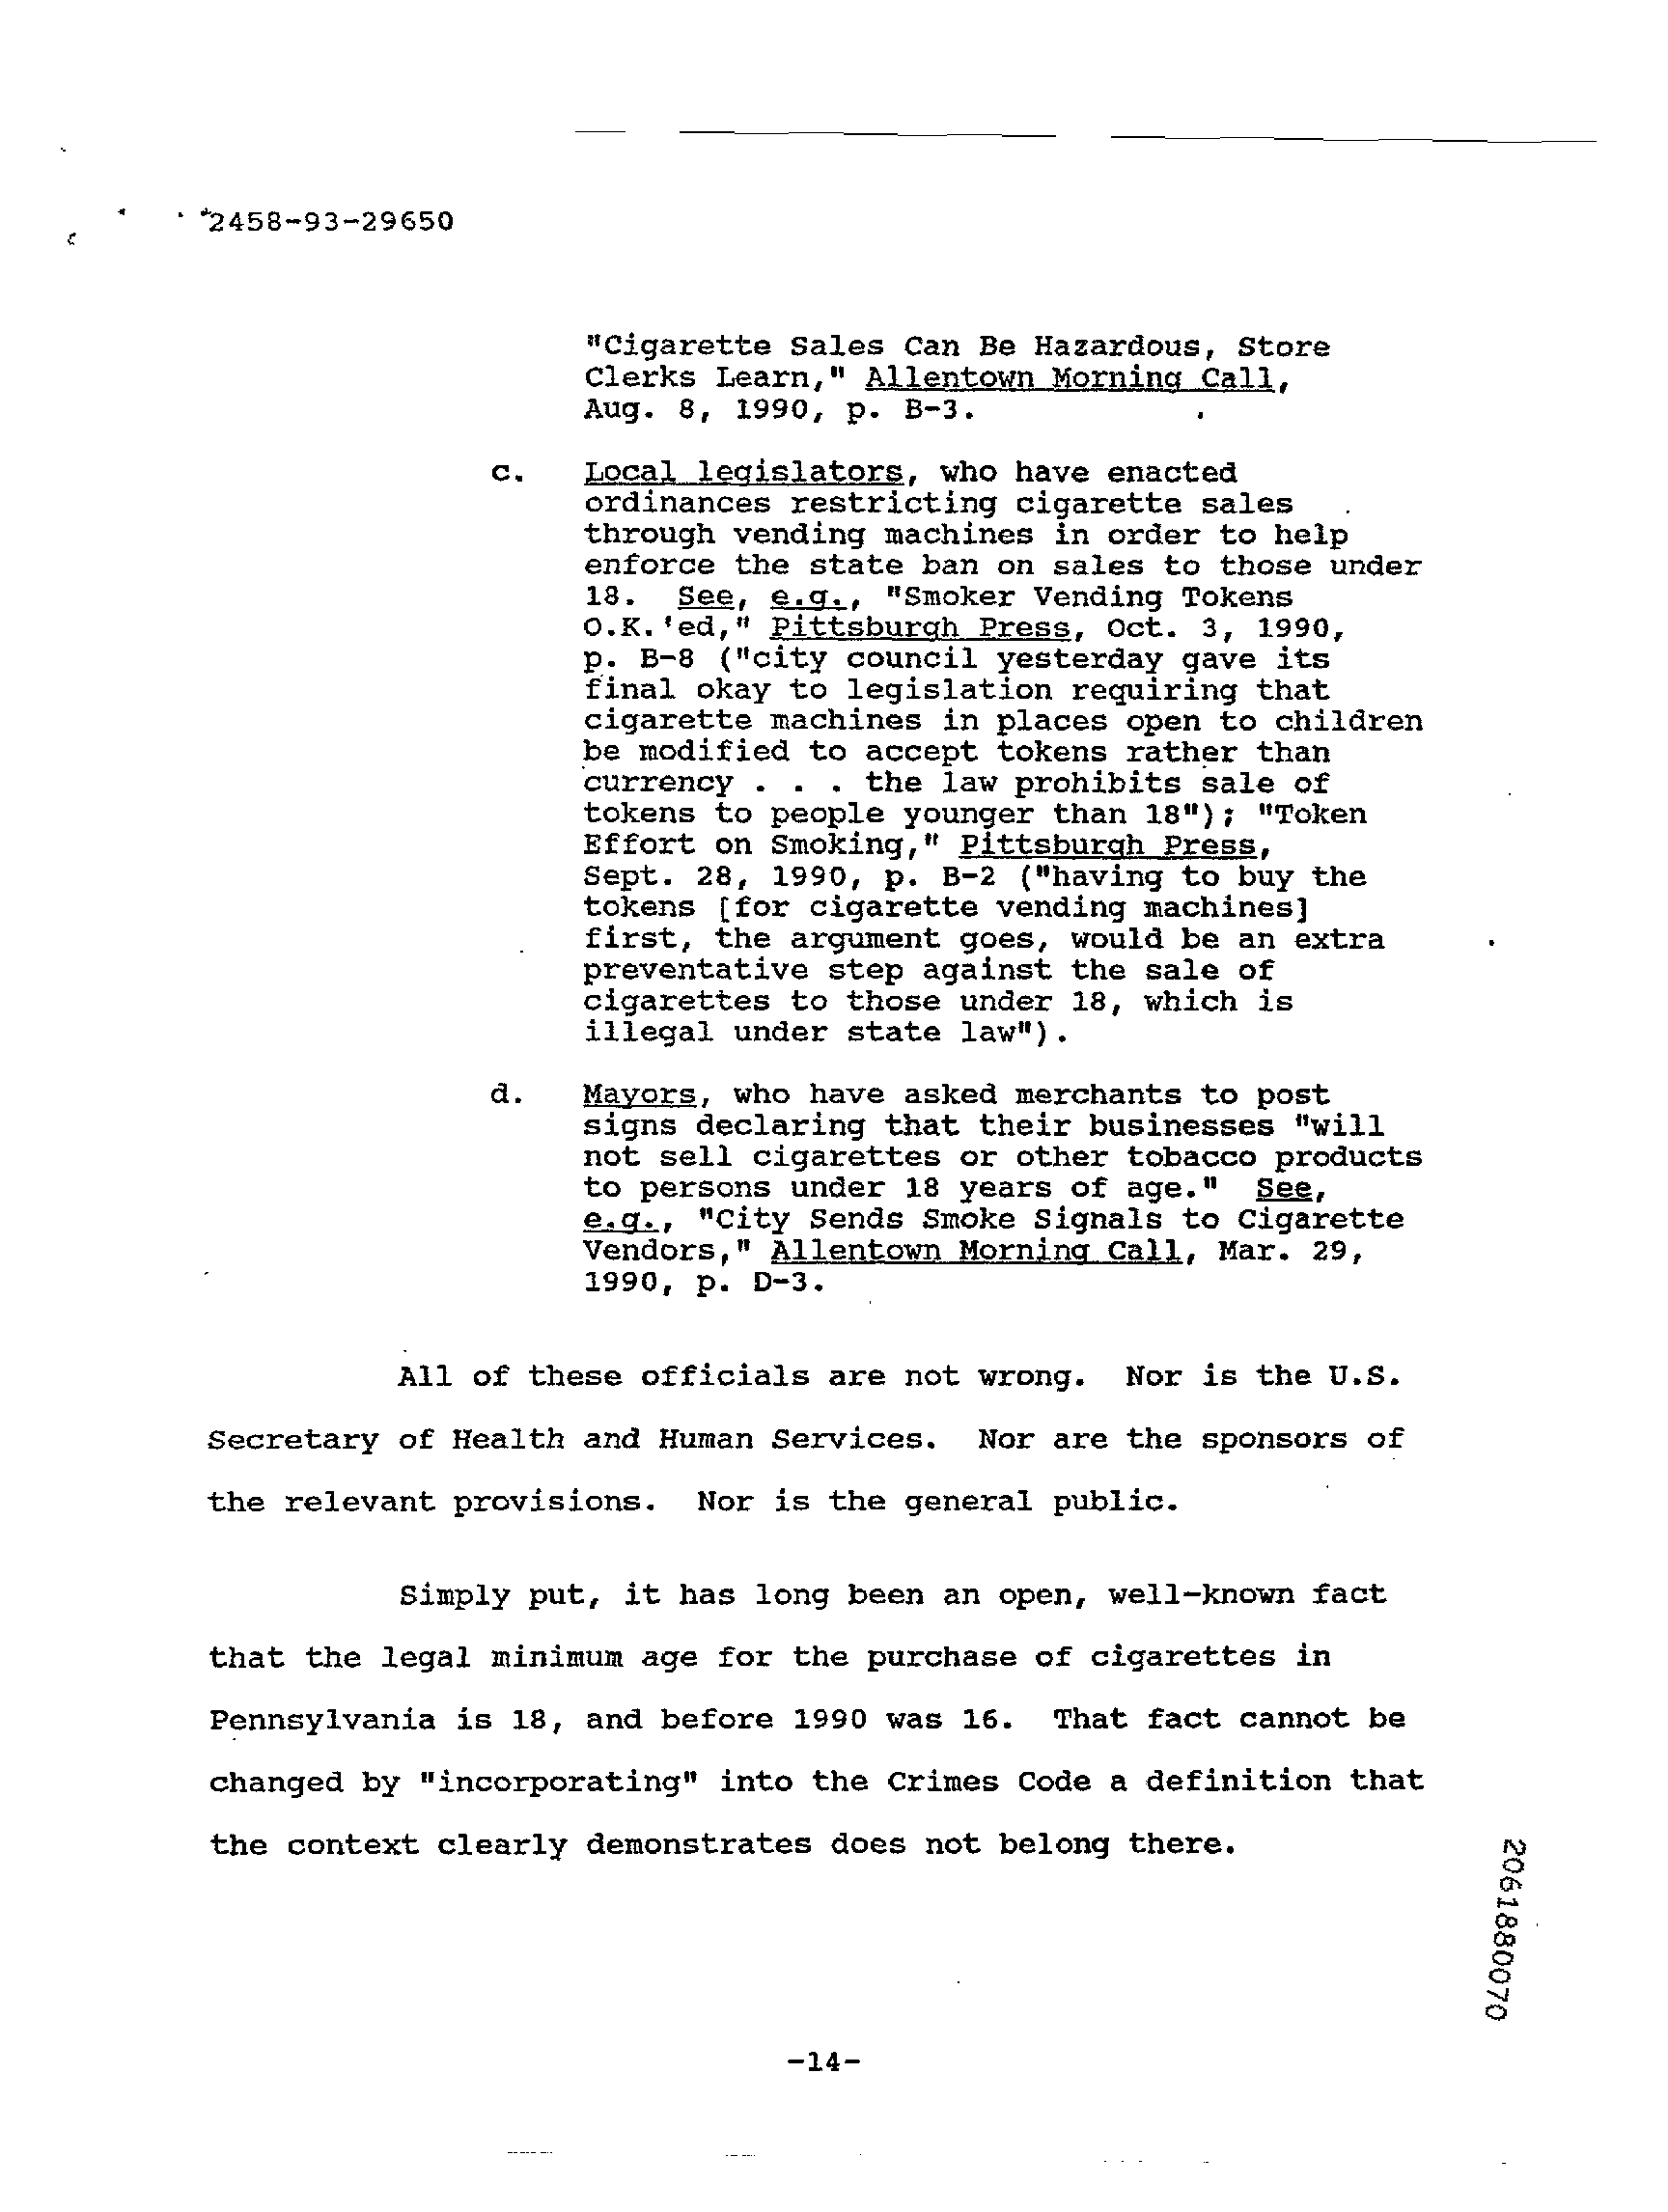 2458-93-29650
"Cigarette Sales Can Be Hazardous, Store
Clerks Learn," Allentown Morning Call,
Aug. 8, 1990, p. B-3.
c. Local legislators, who have enacted
ordinances restricting cigarette sales
through vending machines in order to help
enforce the state ban on sales to those under
18. See, e.g., "Smoker Vending Tokens
O.K.'ed," Pittsburgh Press, Oct. 3, 1990,
p. B-8 ("city council yesterday gave its
final okay to legislation requiring that
cigarette machines in places open to children
be modified to accept tokens rather than
currency . . . the law prohibits sale of
tokens to people younger than 18"); "Token
Effort on Smoking," Pittsburgh Press,
Sept. 28, 1990, p. B-2 ("having to buy the
tokens [for cigarette vending machines]
first, the argument goes, would be an extra
preventative step against the sale of
cigarettes to those under 18, which is
illegal under state law").
d. Mayors, who have asked merchants to post
signs declaring that their businesses "will
not sell cigarettes or other tobacco products
to persons under 18 years of age." See,
e.g., "City Sends Smoke Signals to Cigarette
Vendors," Allentown Morning Call, Mar. 29,
1990, p. D-3.
All of these officials are not wrong. Nor is the U.S.
Secretary of Health and Human Services. Nor are the sponsors of
the relevant provisions. Nor is the general public.
Simply put, it has long been an open, well-known fact
that the legal minimum age for the purchase of cigarettes in
Pennsylvania is 18, and before 1990 was 16. That fact cannot be
changed by "incorporating" into the Crimes Code a definition that
the context clearly demonstrates does not belong there.
2061880070
-14-